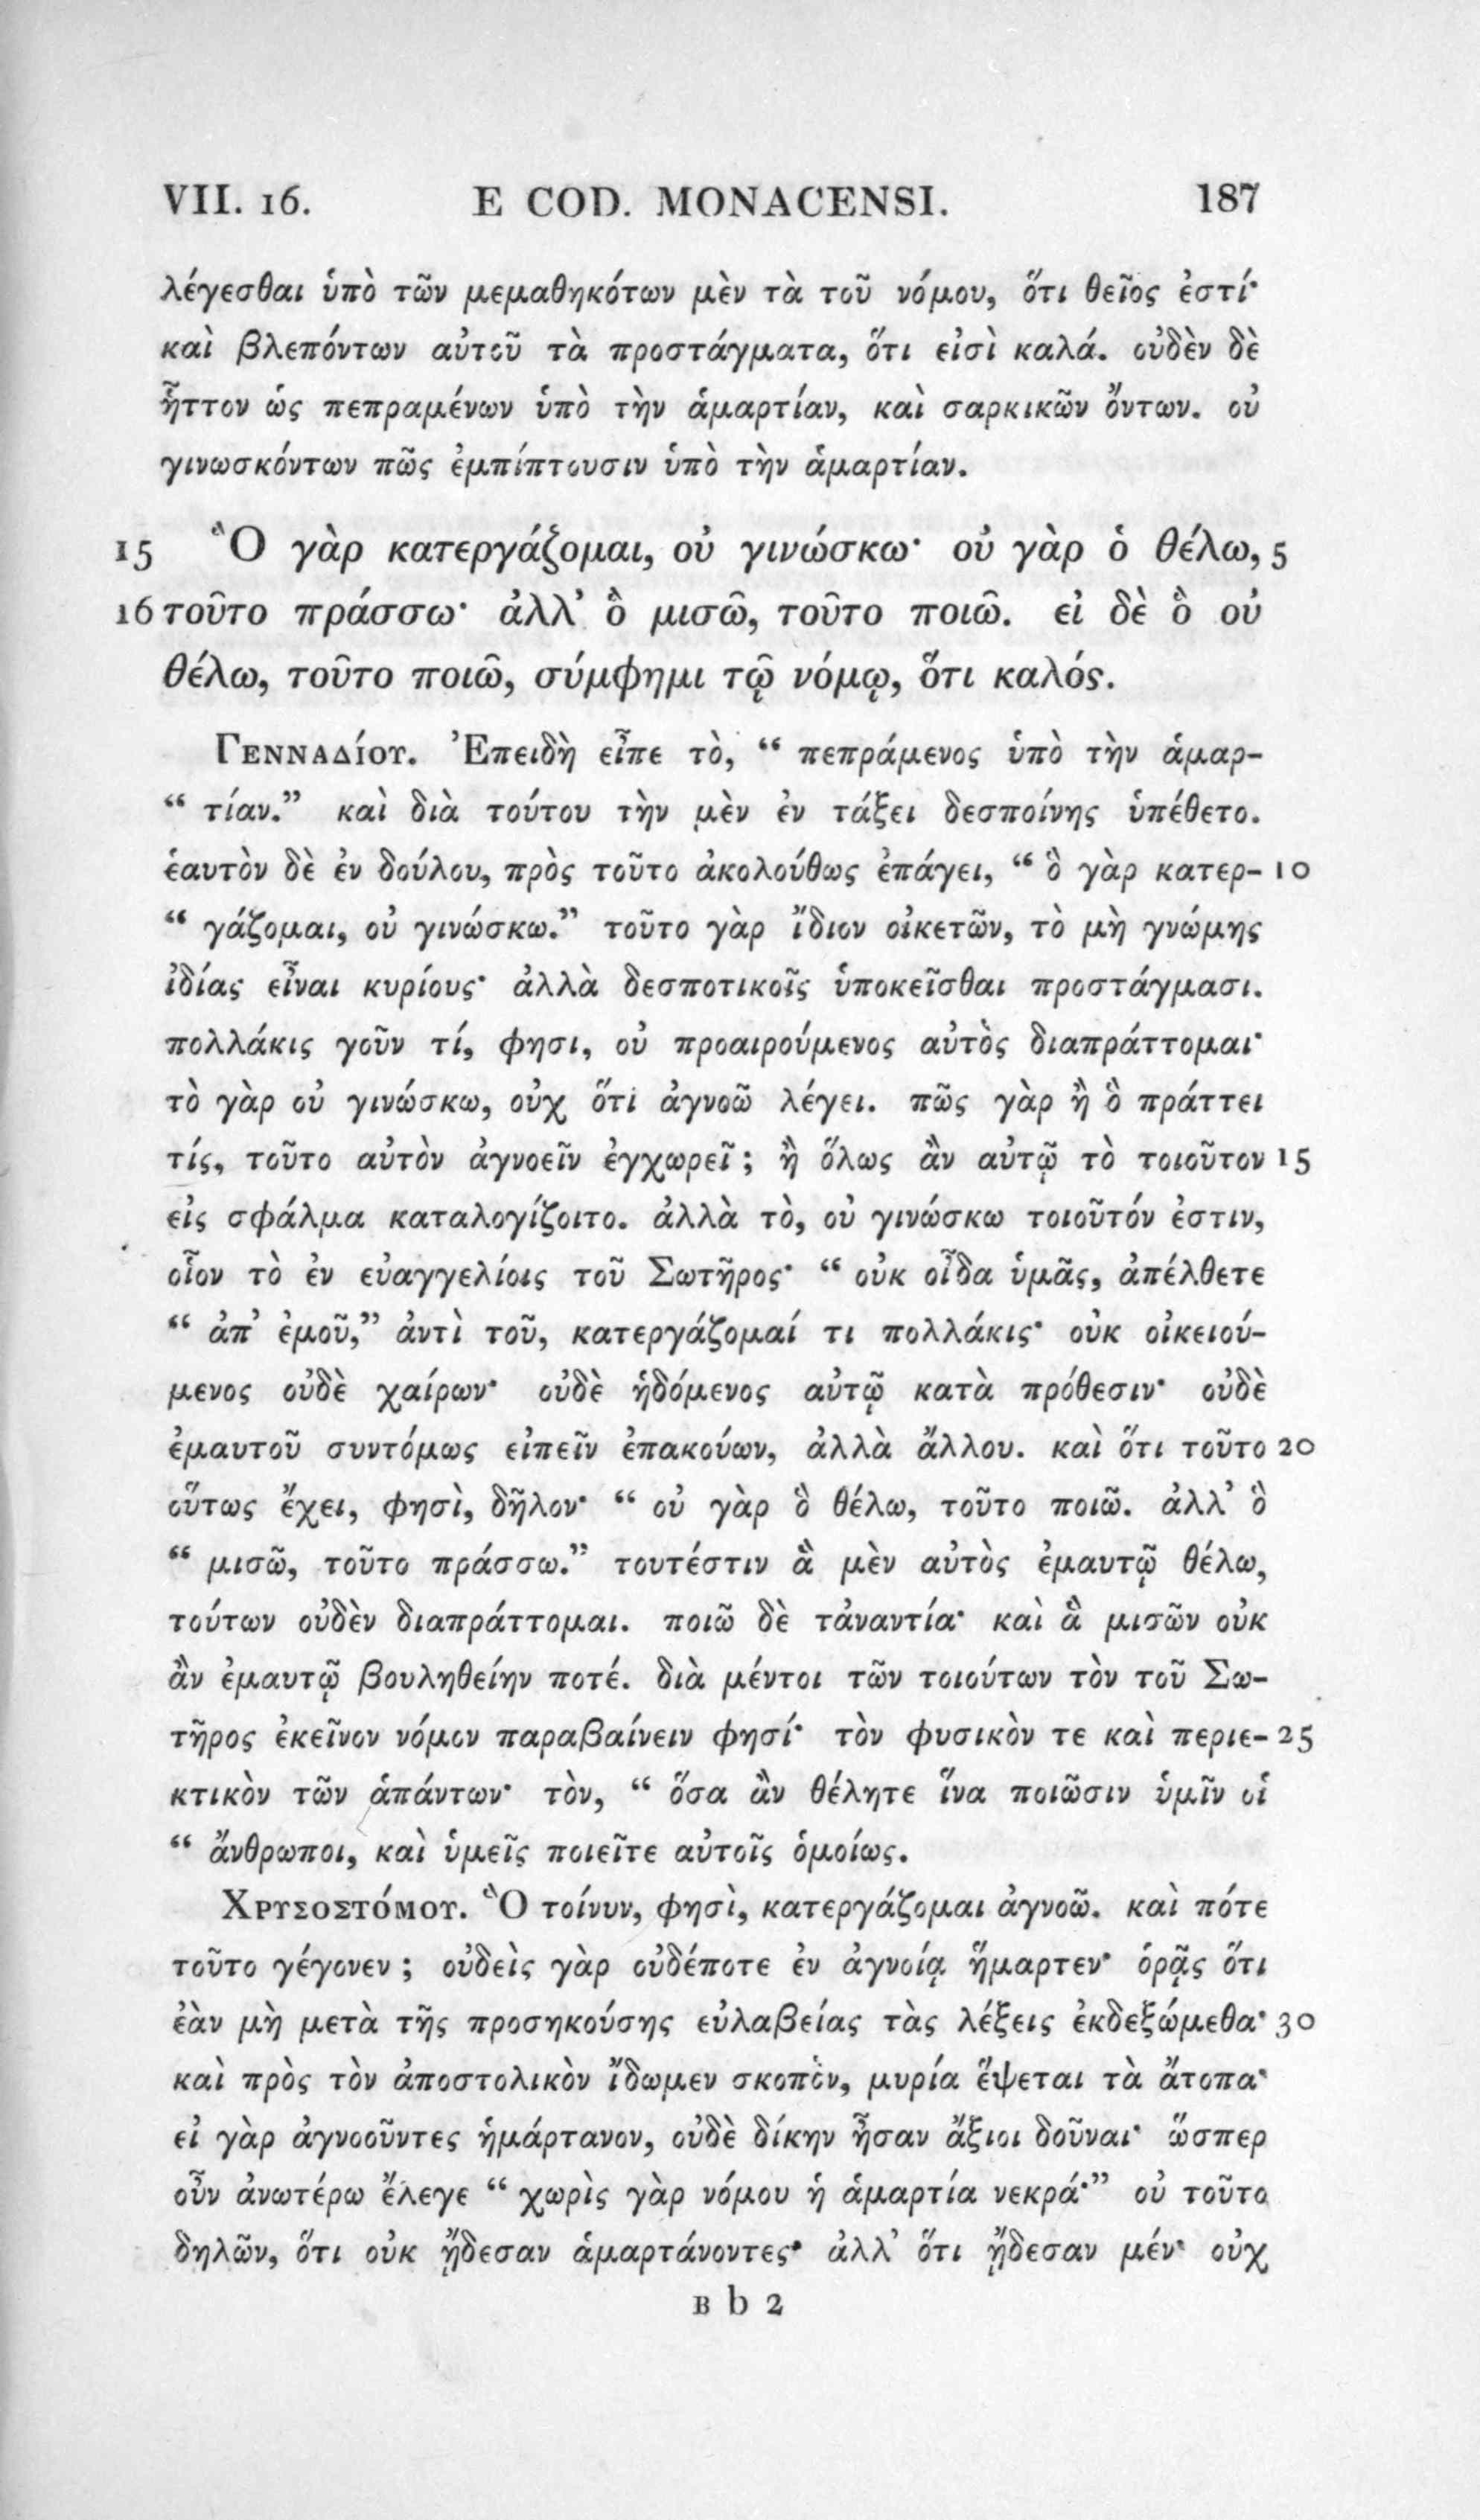 VII. 16. E COD. MONACENSI. 187
λέγεσθαι ὑπὸ τῶν μεμαθηκότων μὲν τὰ τοῦ νόμου, ὅτι θεῖος ἐστί·
καὶ βλεπόντων αὐτοῦ τὰ προστάγματα, ὅτι εἰσὶ καλά. οὐδὲν δὲ
ἧττον ὡς πεπραμένων ὑπὸ τὴν ἁμαρτίαν, καὶ σαρκικῶν ὄντων. οὐ
γινωσκόντων πῶς ἐμπίπτουσιν ὑπὸ τὴν ἁμαρτίαν.
15 Ὃ γὰρ κατεργάζομαι, οὐ γινώσκω· οὐ γὰρ ὁ θέλω, 5
16 τοῦτο πράσσω· ἀλλ' ὃ μισῶ, τοῦτο ποιῶ. εἰ δὲ ὃ οὐ
θέλω, τοῦτο ποιῶ, σύμφημι τῷ νόμῳ, ὅτι καλός.
Γενναδίου. Ἐπειδὴ εἶπε τὸ, “ πεπράμενος ὑπὸ τὴν ἁμαρ-
“ τίαν.” καὶ διὰ τούτου τὴν μὲν ἐν τάξει δεσποίνης ὑπέθετο.
ἑαυτὸν δὲ ἐν δούλου, πρὸς τοῦτο ἀκολούθως ἐπάγει, “ ὃ γὰρ κατερ- 10
“ γάζομαι, οὐ γινώσκω.” τοῦτο γὰρ ἴδιον οἰκετῶν, τὸ μὴ γνώμης
ἰδίας εἶναι κυρίους· ἀλλὰ δεσποτικοῖς ὑποκεῖσθαι προστάγμασι.
πολλάκις γοῦν τί, φησι, οὐ προαιρούμενος αὐτὸς διαπράττομαι·
τὸ γὰρ οὐ γινώσκω, οὐχ ὅτι ἀγνοῶ λέγει. πῶς γὰρ ἢ ὃ πράττει
τίς, τοῦτο αὐτὸν ἀγνοεῖν ἐγχωρεῖ; ἢ ὅλως ἂν αὐτῷ τὸ τοιοῦτον 15
εἰς σφάλμα καταλογίζοιτο. ἀλλὰ τὸ, οὐ γινώσκω τοιοῦτόν ἐστιν,
οἷον τὸ ἐν εὐαγγελίοις τοῦ Σωτῆρος· “ οὐκ οἶδα ὑμᾶς, ἀπέλθετε
“ ἀπ' ἐμοῦ,” ἀντὶ τοῦ, κατεργάζομαί τι πολλάκις· οὐκ οἰκειού-
μενος οὐδὲ χαίρων· οὐδὲ ἡδόμενος αὐτῷ κατὰ πρόθεσιν· οὐδὲ
ἐμαυτοῦ συντόμως εἰπεῖν ἐπακούων, ἀλλὰ ἄλλου. καὶ ὅτι τοῦτο 20
οὕτως ἔχει, φησὶ, δῆλον· “ οὐ γὰρ ὃ θέλω, τοῦτο ποιῶ. ἀλλ' ὃ
“ μισῶ, τοῦτο πράσσω.” τουτέστιν ἃ μὲν αὐτὸς ἐμαυτῷ θέλω,
τούτων οὐδὲν διαπράττομαι. ποιῶ δὲ τἀναντία· καὶ ἃ μισῶν οὐκ
ἂν ἐμαυτῷ βουληθείην ποτέ. διὰ μέντοι τῶν τοιούτων τὸν τοῦ Σω-
τῆρος ἐκεῖνον νόμον παραβαίνειν φησί· τὸν φυσικὸν τε καὶ περιε- 25
κτικὸν τῶν ἁπάντων· τὸν, “ ὅσα ἂν θέλητε ἵνα ποιῶσιν ὑμῖν οἱ
“ ἄνθρωποι, καὶ ὑμεῖς ποιεῖτε αὐτοῖς ὁμοίως.
Χρυσοστόμου. Ὃ τοίνυν, φησὶ, κατεργάζομαι ἀγνοῶ. καὶ πότε
τοῦτο γέγονεν; οὐδεὶς γὰρ οὐδέποτε ἐν ἀγνοίᾳ ἥμαρτεν· ὁρᾷς ὅτι
ἐὰν μὴ μετὰ τῆς προσηκούσης εὐλαβείας τὰς λέξεις ἐκδεξώμεθα· 30
καὶ πρὸς τὸν ἀποστολικὸν ἴδωμεν σκοπὸν, μυρία ἕψεται τὰ ἄτοπα·
εἰ γὰρ ἀγνοοῦντες ἡμάρτανον, οὐδὲ δίκην ἦσαν ἄξιοι δοῦναι· ὥσπερ
οὖν ἀνωτέρω ἔλεγε “ χωρὶς γὰρ νόμου ἡ ἁμαρτία νεκρά·” οὐ τοῦτο
δηλῶν, ὅτι οὐκ ᾔδεσαν ἁμαρτάνοντες· ἀλλ' ὅτι ᾔδεσαν μέν· οὐχ
B b 2